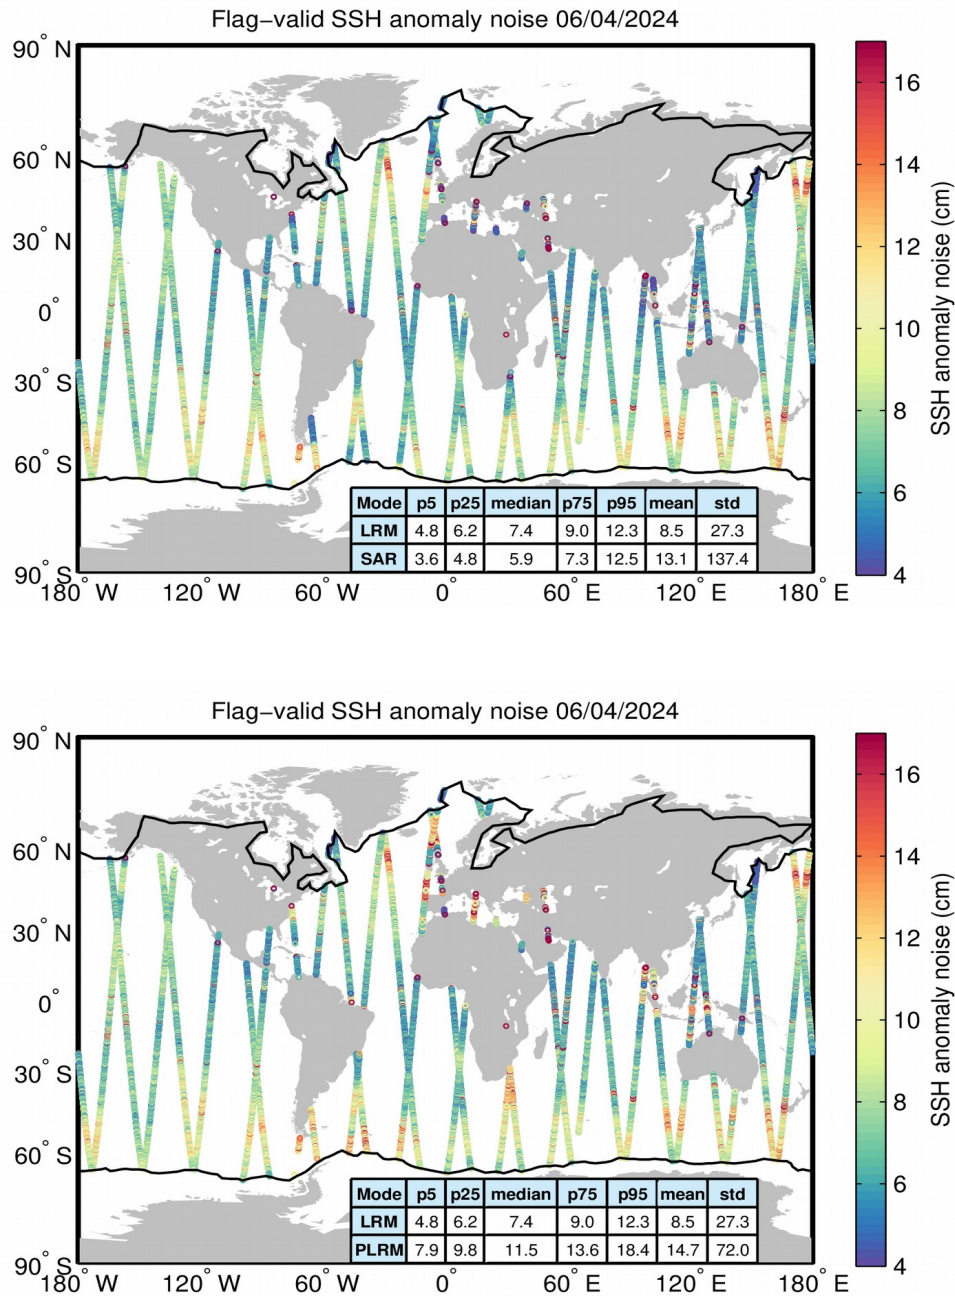 Flag−valid SSH anomaly noise 06/04/2024
90° N
60° N
30° N
0°
30° S
60° S
90° S
180° W 120° W 60° W 0° 60° E 120° E 180° E
16
14
12
10
8
6
4
SSH anomaly noise (cm)
Mode p5 p25 median p75 p95 mean std
LRM 4.8 6.2 7.4 9.0 12.3 8.5 27.3
SAR 3.6 4.8 5.9 7.3 12.5 13.1 137.4
Flag−valid SSH anomaly noise 06/04/2024
90° N
60° N
30° N
0°
30° S
60° S
90° S
180° W 120° W 60° W 0° 60° E 120° E 180° E
16
14
12
10
8
6
4
SSH anomaly noise (cm)
Mode p5 p25 median p75 p95 mean std
LRM 4.8 6.2 7.4 9.0 12.3 8.5 27.3
PLRM 7.9 9.8 11.5 13.6 18.4 14.7 72.0